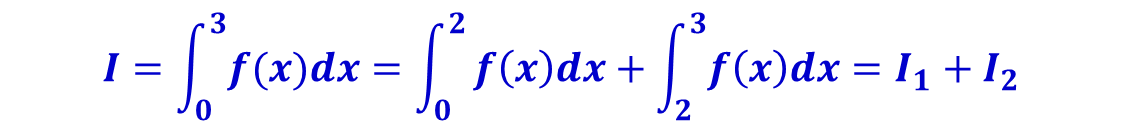 I = ∫₀³ f(x)dx = ∫₀² f(x)dx + ∫₂³ f(x)dx = I₁ + I₂